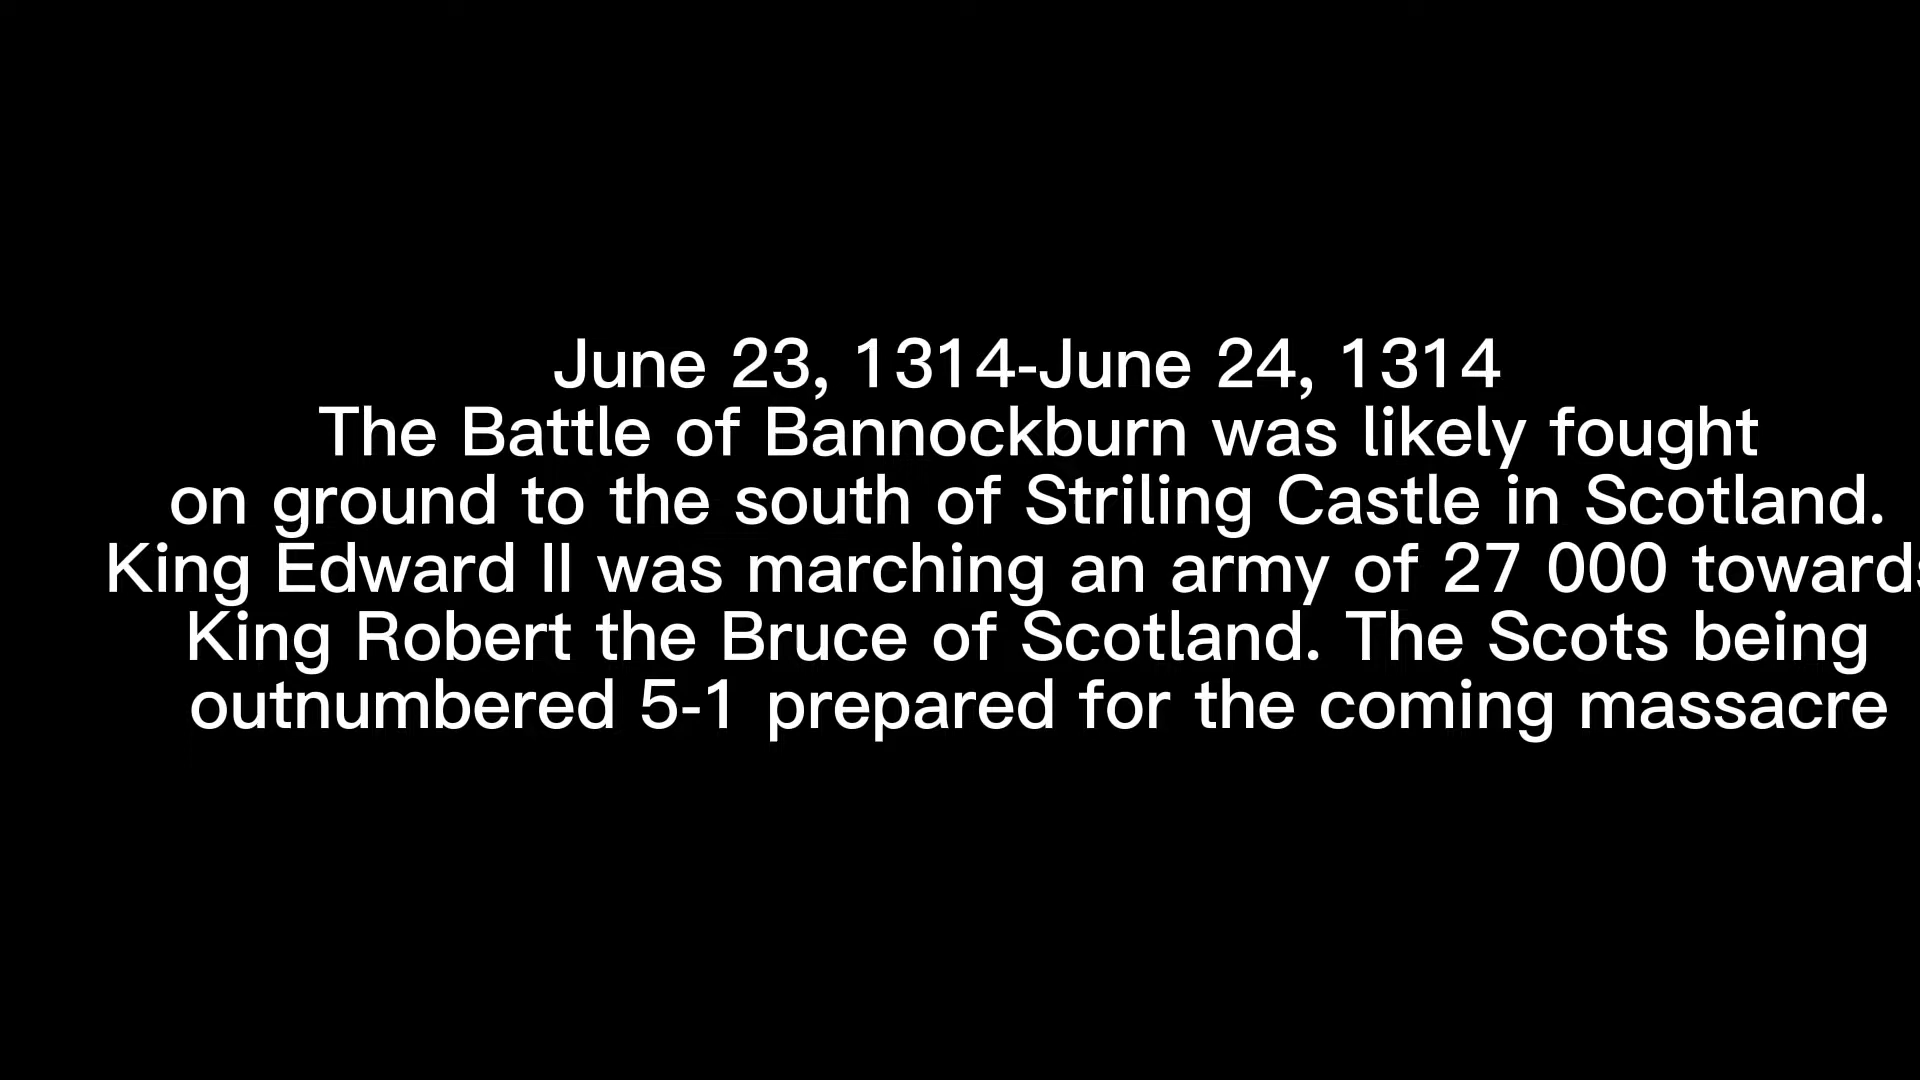 June 23, 1314-June 24, 1314
The Battle of Bannockburn was likely fought
on ground to the south of Striling Castle in Scotland.
King Edward II was marching an army of 27 000 towards
King Robert the Bruce of Scotland. The Scots being
outnumbered 5-1 prepared for the coming massacre